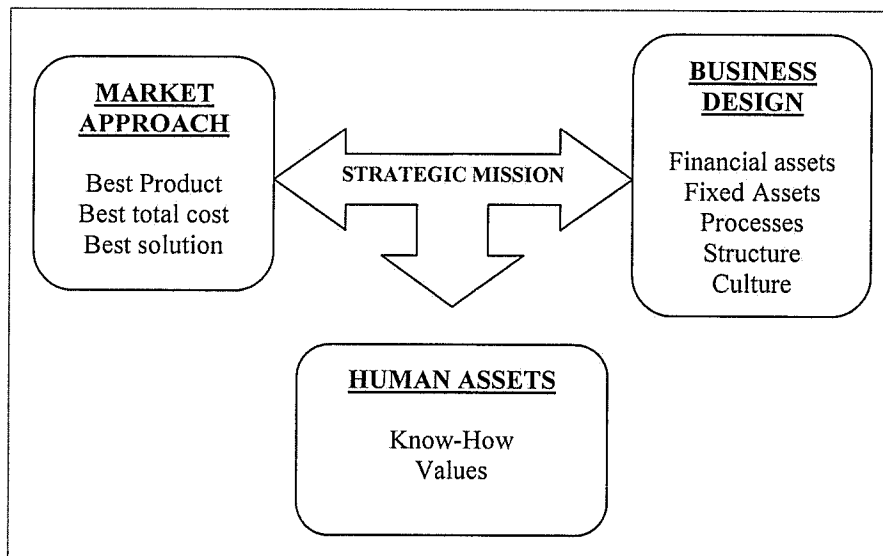 MARKET
APPROACH
Best Product
Best total cost
Best solution
STRATEGIC MISSION
BUSINESS
DESIGN
Financial assets
Fixed Assets
Processes
Structure
Culture
HUMAN ASSETS
Know-How
Values